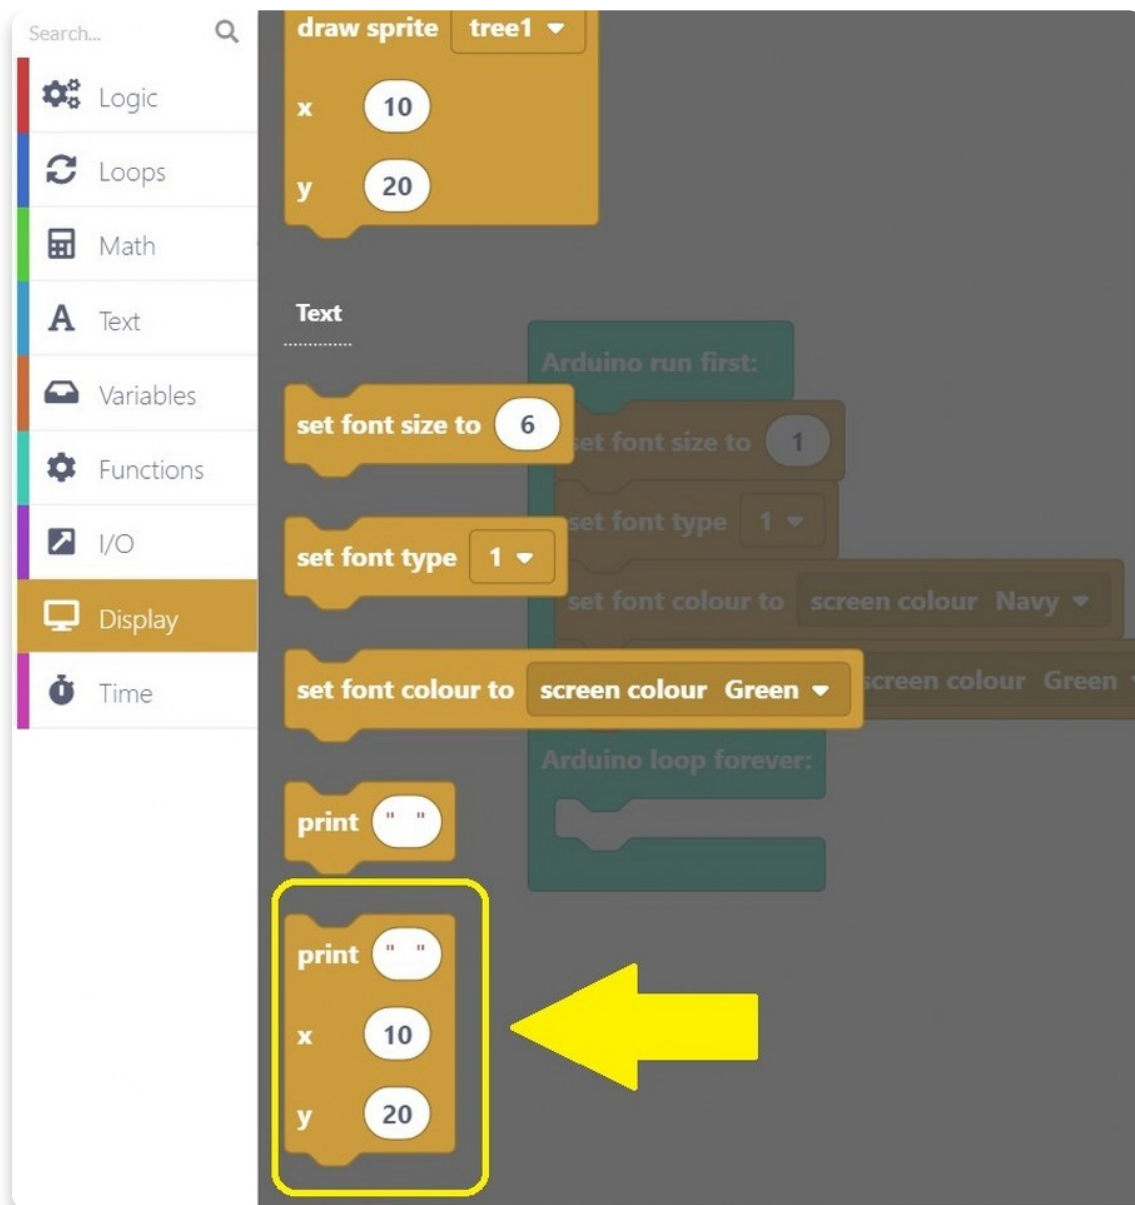 Search...
Logic
Loops
Math
Text
Variables
Functions
I/O
Display
Time
draw sprite tree1
x 10
y 20
Text
set font size to 6
set font type 1
set font colour to screen colour Green
print " "
print " "
x 10
y 20
Arduino run first:
set font size to 1
set font type 1
set font colour to screen colour Navy
screen colour Green
Arduino loop forever: